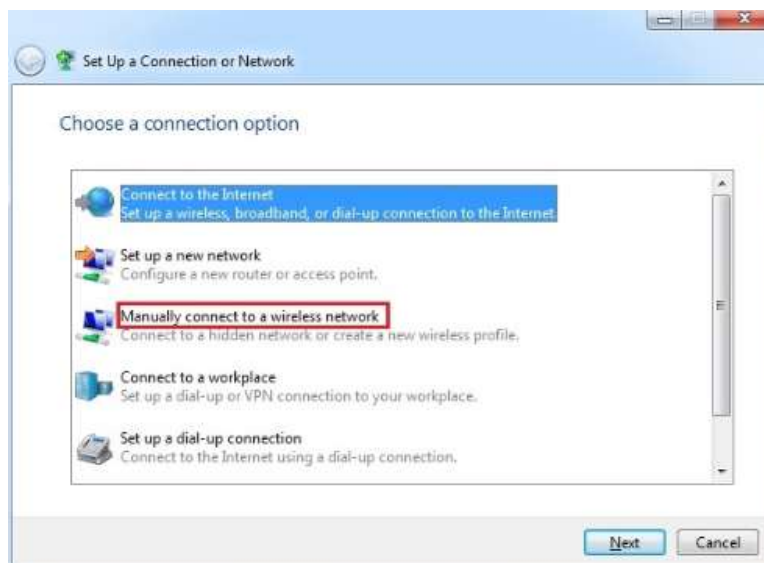 Set Up a Connection or Network
Choose a connection option
Connect to the Internet
Set up a wireless, broadband, or dial-up connection to the Internet.
Set up a new network
Configure a new router or access point.
Manually connect to a wireless network
Connect to a hidden network or create a new wireless profile.
Connect to a workplace
Set up a dial-up or VPN connection to your workplace.
Set up a dial-up connection
Connect to the Internet using a dial-up connection.
Next Cancel